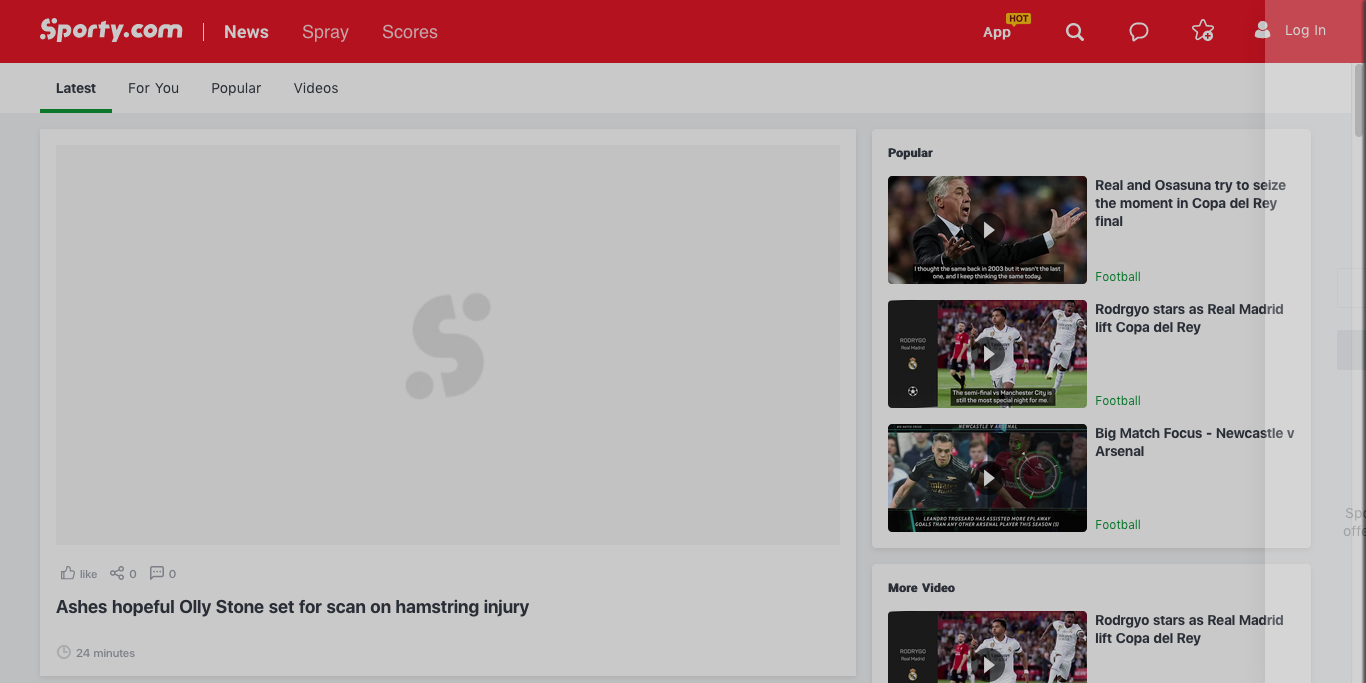 Sporty.com
News
Spray
Scores
App
HOT
Log In
Latest
For You
Popular
Videos
like
0
0
Ashes hopeful Olly Stone set for scan on hamstring injury
24 minutes
Popular
I thought the same back in 2003 but it wasn't the last
one, and I keep thinking the same today.
Real and Osasuna try to seize
the moment in Copa del Rey
final
Football
RODRYGO
Real Madrid
The semi-final vs Manchester City is
still the most special night for me.
Rodrgyo stars as Real Madrid
lift Copa del Rey
Football
NEWCASTLE V ARSENAL
LEANDRO TROSSARD HAS ASSISTED MORE EPL AWAY
GOALS THAN ANY OTHER ARSENAL PLAYER THIS SEASON (5)
Big Match Focus - Newcastle v
Arsenal
Football
More Video
RODRYGO
Real Madrid
Rodrgyo stars as Real Madrid
lift Copa del Rey